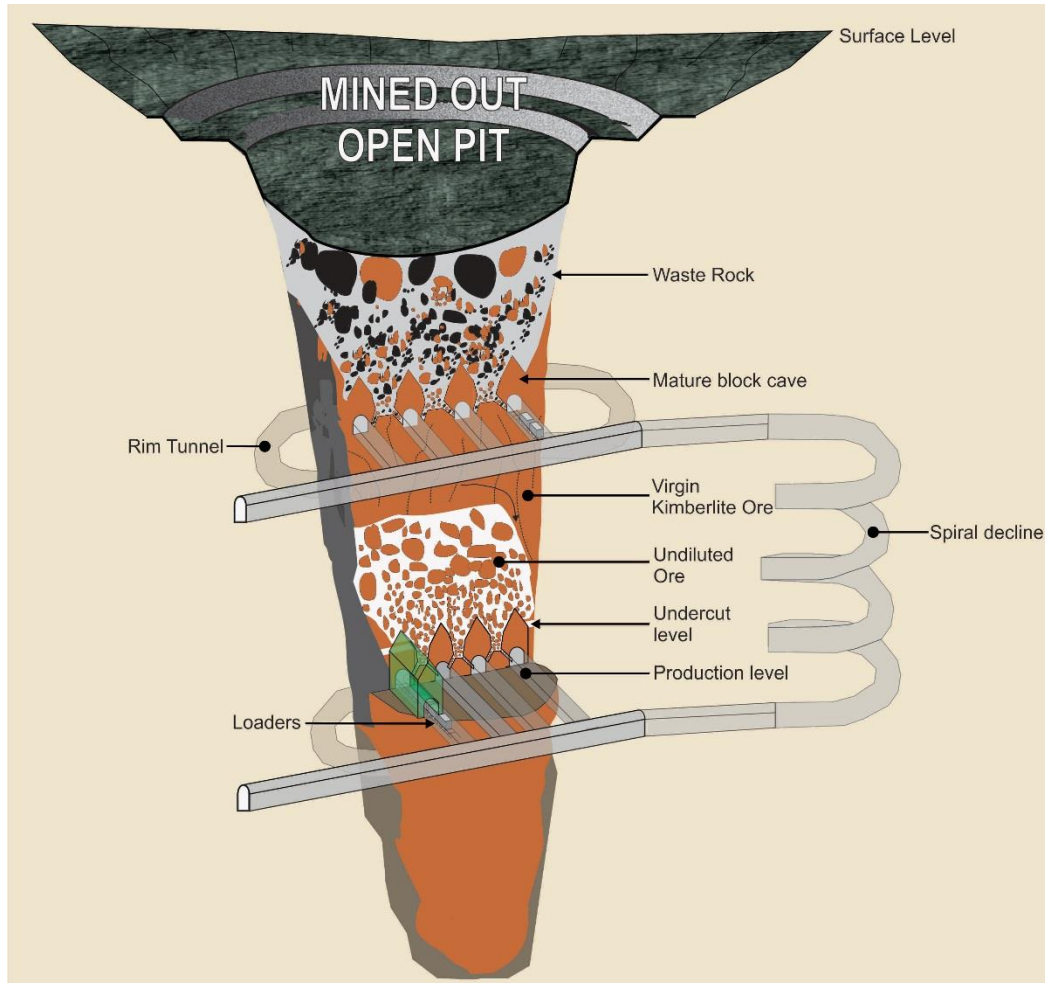 Surface Level
MINED OUT
OPEN PIT
Waste Rock
Mature block cave
Rim Tunnel
Virgin
Kimberlite Ore
Spiral decline
Undiluted
Ore
Undercut
level
Production level
Loaders